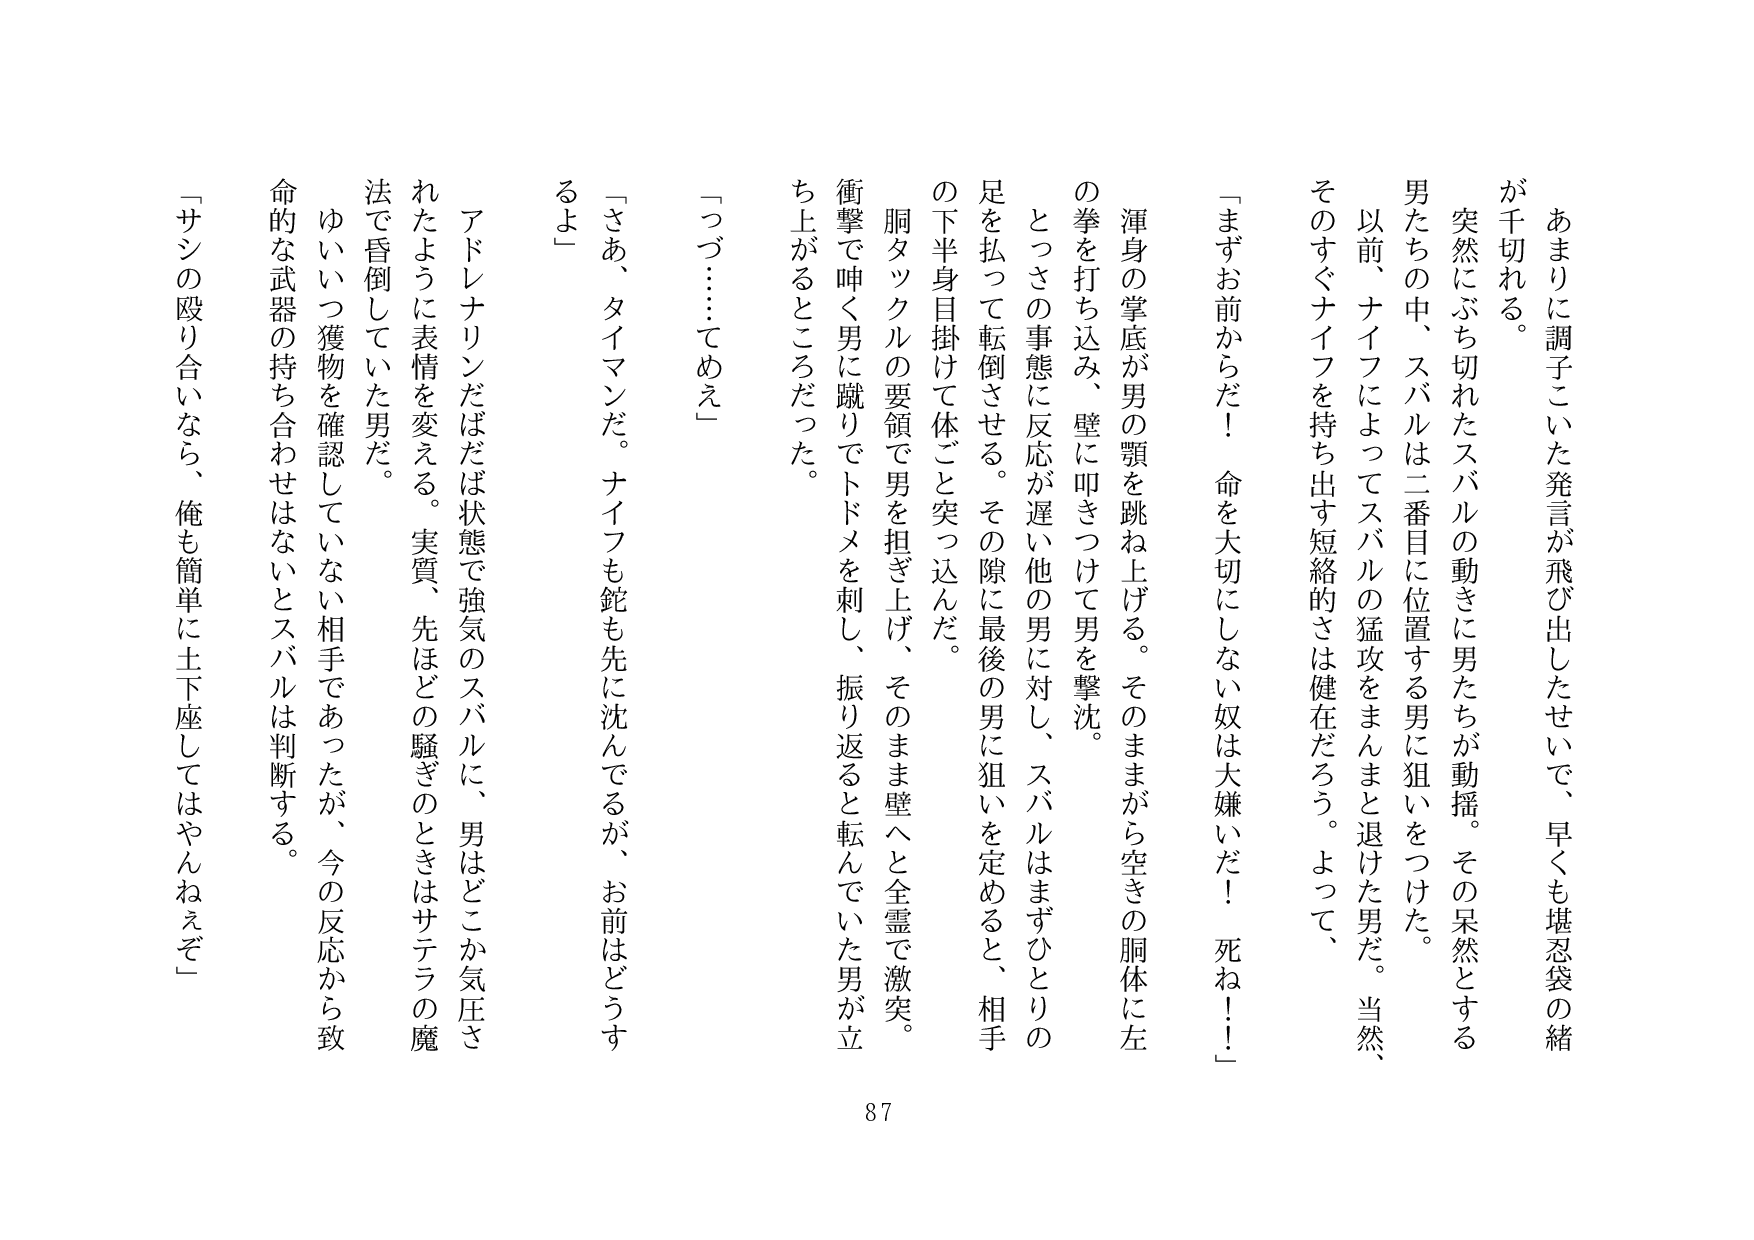 あまりに調子こいた発言が飛び出したせいで、早くも堪忍袋の緒
が千切れる。
　突然にぶち切れたスバルの動きに男たちが動揺。その呆然とする
男たちの中、スバルは二番目に位置する男に狙いをつけた。
　以前、ナイフによってスバルの猛攻をまんまと退けた男だ。当然、
そのすぐナイフを持ち出す短絡的さは健在だろう。よって、
「まずお前からだ！　命を大切にしない奴は大嫌いだ！　死ね！！」
　渾身の掌底が男の顎を跳ね上げる。そのままがら空きの胴体に左
の拳を打ち込み、壁に叩きつけて男を撃沈。
　とっさの事態に反応が遅い他の男に対し、スバルはまずひとりの
足を払って転倒させる。その隙に最後の男に狙いを定めると、相手
の下半身目掛けて体ごと突っ込んだ。
　胴タックルの要領で男を担ぎ上げ、そのまま壁へと全霊で激突。
衝撃で呻く男に蹴りでトドメを刺し、振り返ると転んでいた男が立
ち上がるところだった。
「っづ……てめえ」
「さあ、タイマンだ。ナイフも鉈も先に沈んでるが、お前はどうす
るよ」
　アドレナリンだばだば状態で強気のスバルに、男はどこか気圧さ
れたように表情を変える。実質、先ほどの騒ぎのときはサテラの魔
法で昏倒していた男だ。
　ゆいいつ獲物を確認していない相手であったが、今の反応から致
命的な武器の持ち合わせはないとスバルは判断する。
「サシの殴り合いなら、俺も簡単に土下座してはやんねぇぞ」
87